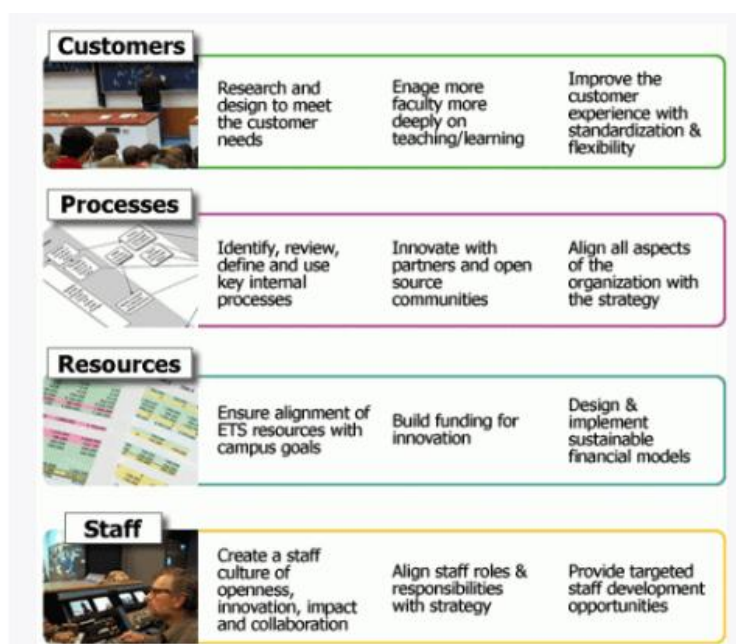 Customers
Research and
design to meet
the customer
needs
Enage more
faculty more
deeply on
teaching/learning
Improve the
customer
experience with
standardization &
flexibility
Processes
Identify, review,
define and use
key internal
processes
Innovate with
partners and open
source
communities
Align all aspects
of the
organization with
the strategy
Resources
Ensure alignment of
ETS resources with
campus goals
Build funding for
innovation
Design &
implement
sustainable
financial models
Staff
Create a staff
culture of
openness,
innovation, impact
and collaboration
Align staff roles &
responsibilities
with strategy
Provide targeted
staff development
opportunities